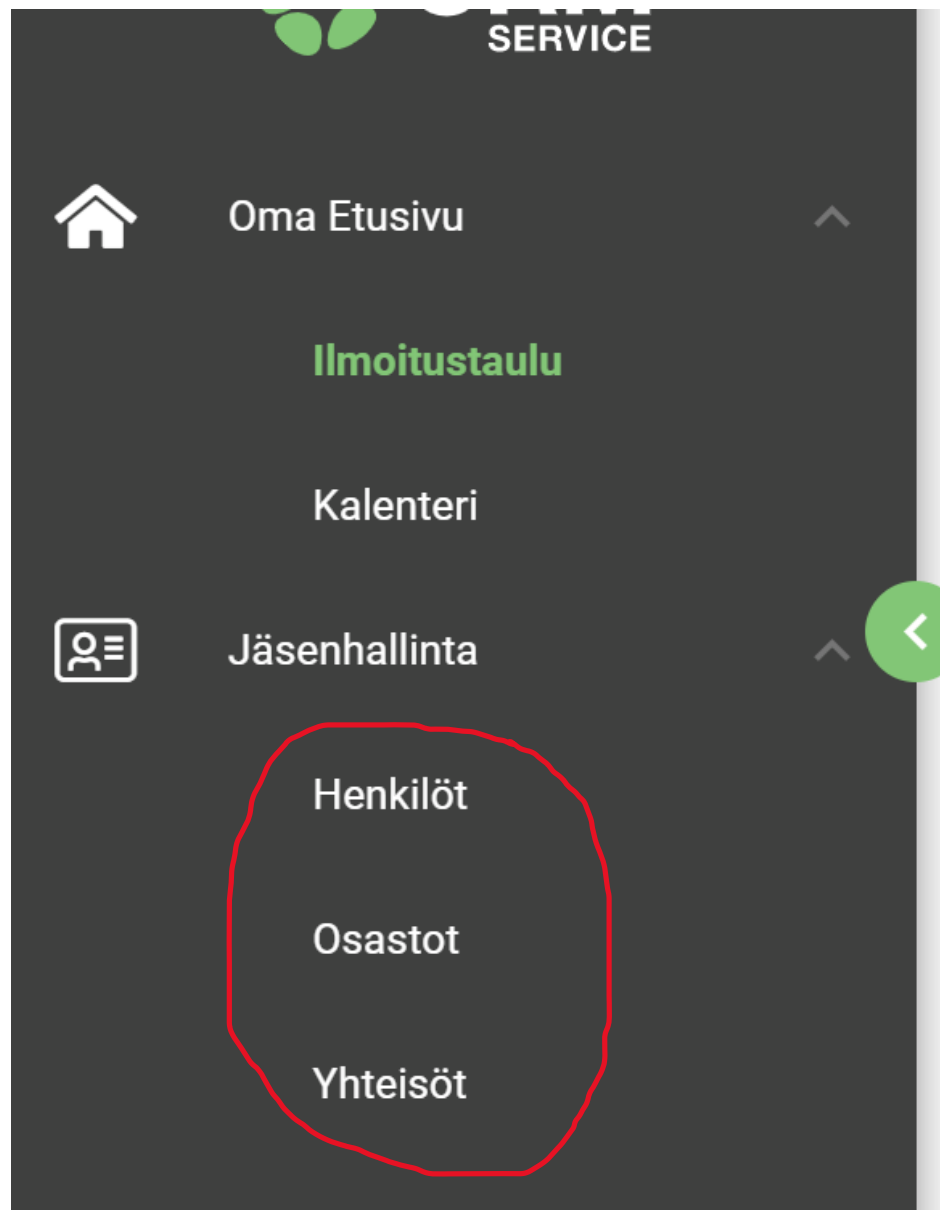 SERVICE
Oma Etusivu
Ilmoitustaulu
Kalenteri
Jäsenhallinta
Henkilöt
Osastot
Yhteisöt